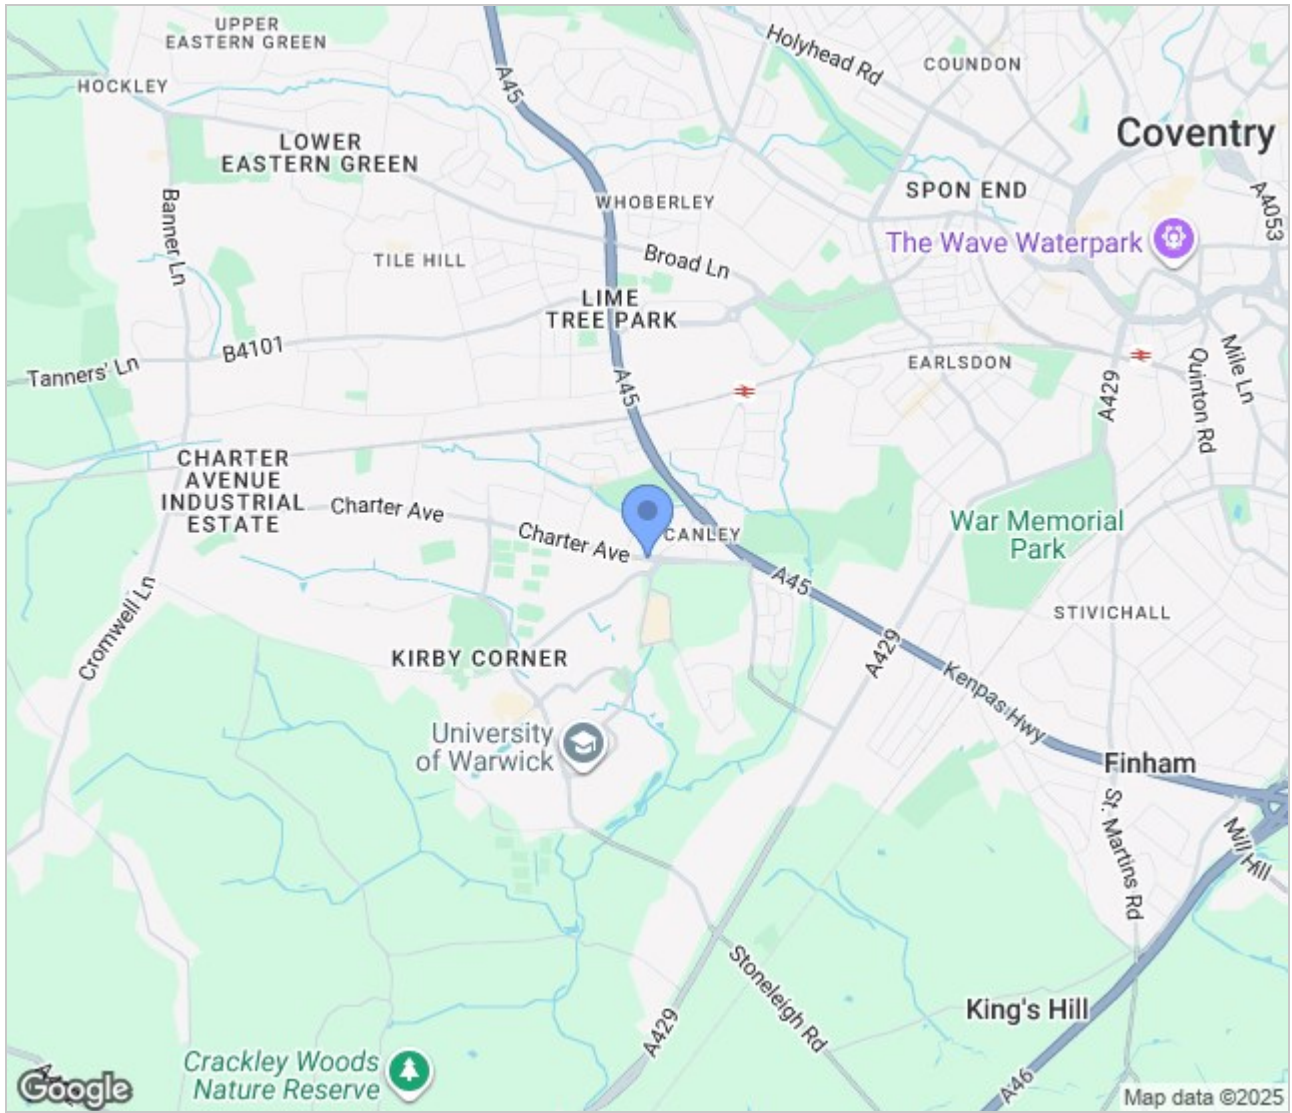 UPPER
EASTERN GREEN
Holyhead Rd
COUNDON
HOCKLEY
A45
Coventry
LOWER
EASTERN GREEN
SPON END
A4053
WHOBERLEY
Banner Ln
The Wave Waterpark
Broad Ln
TILE HILL
LIME
TREE PARK
B4101
Tanners' Ln
EARLSDON
Mile Ln
Quinton Rd
A429
A45
CHARTER
AVENUE
INDUSTRIAL
ESTATE
Charter Ave
Charter Ave
CANLEY
War Memorial
Park
A45
STIVICHALL
Cromwell Ln
KIRBY CORNER
A429
Kenpas Hwy
University
of Warwick
Finham
St. Martins Rd
Mill Hill
Stoneleigh Rd
King's Hill
A429
Crackley Woods
Nature Reserve
A46
Google
Map data ©2025